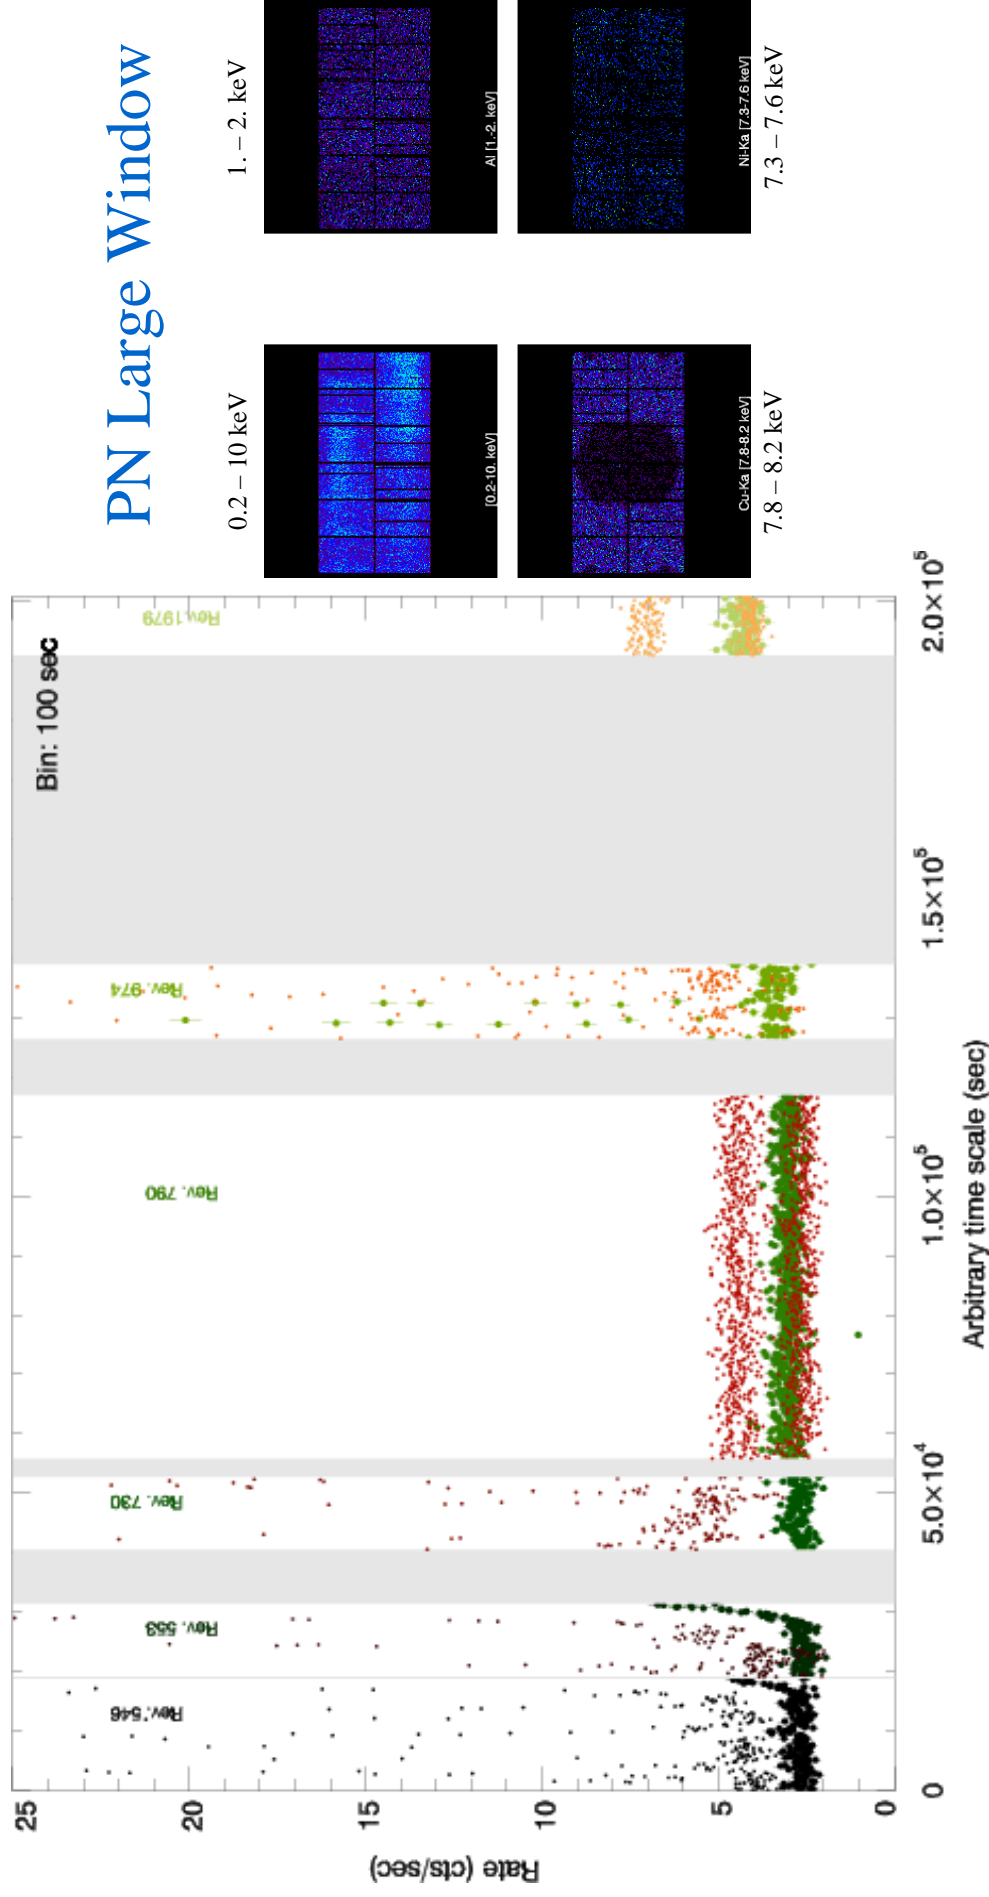 PN Large Window
0.2 – 10 keV
1. – 2. keV
[0.2-10. keV]
Al [1.-2. keV]
Cu-Ka [7.8-8.2 keV]
Ni-Ka [7.3-7.6 keV]
7.8 – 8.2 keV
7.3 – 7.6 keV
Bin: 100 sec
Rev. 546
Rev. 553
Rev. 730
Rev. 790
Rev. 974
Rev.1979
25
20
15
10
5
0
Rate (cts/sec)
0
5.0×10⁴
1.0×10⁵
1.5×10⁵
2.0×10⁵
Arbitrary time scale (sec)